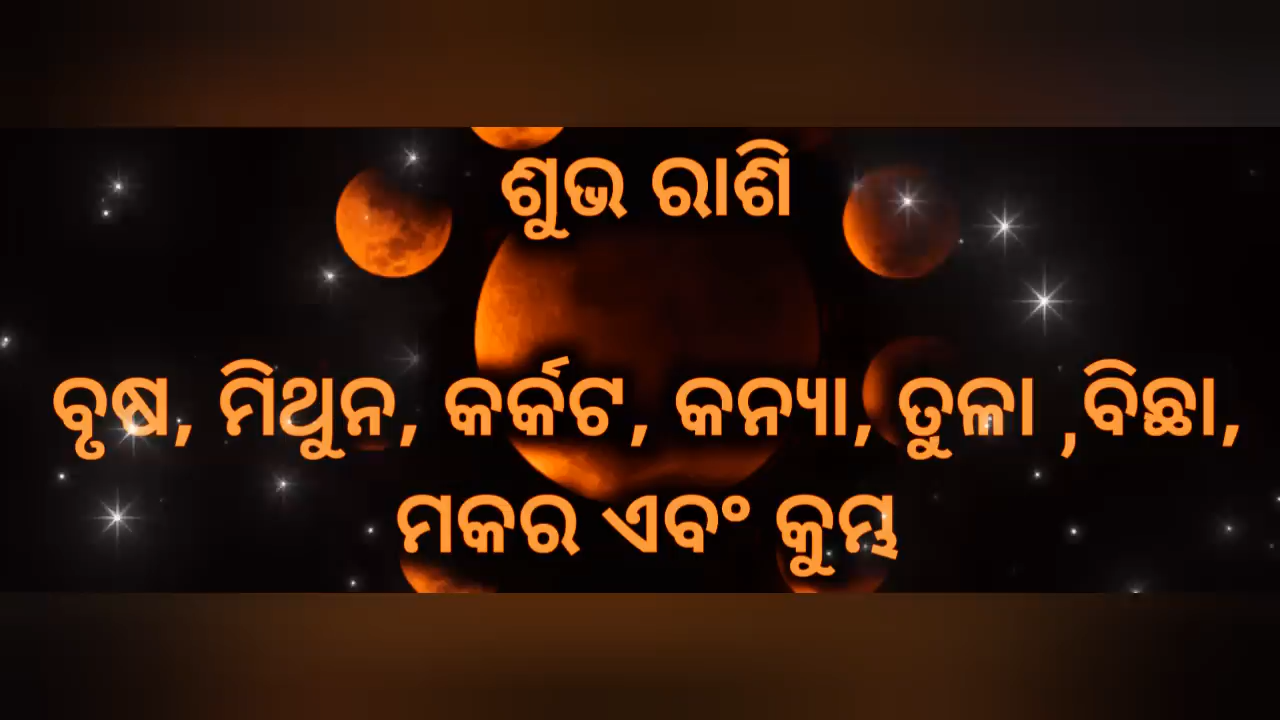 ଶୁଭ ରାଶି
ବୃଷ, ମିଥୁନ, କର୍କଟ, କନ୍ୟା, ତୁଳା ,ବିଛା,
ମକର ଏବଂ କୁମ୍ଭ